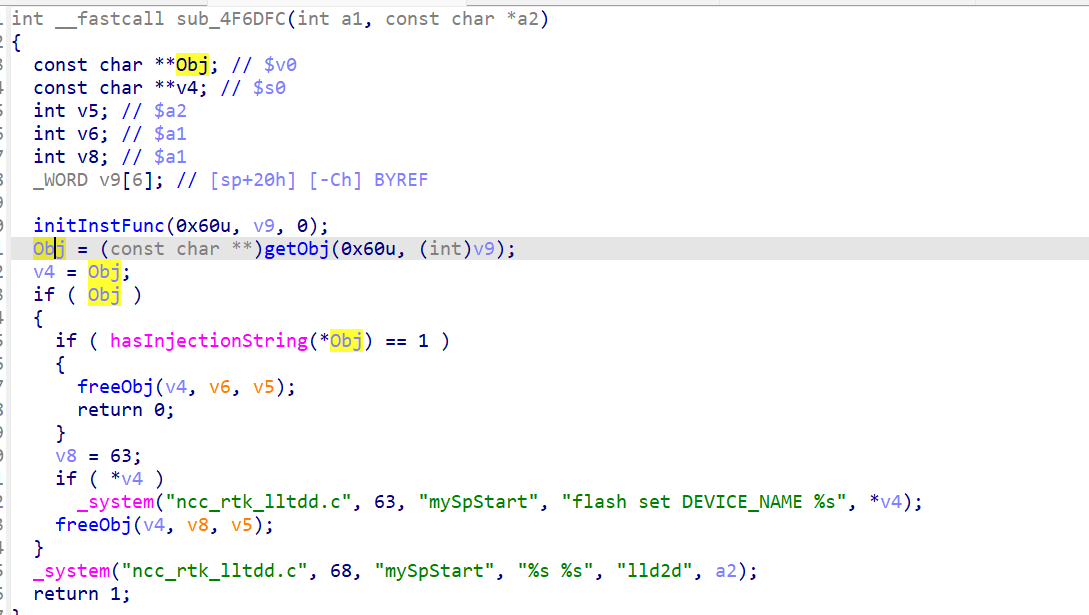 int __fastcall sub_4F6DFC(int a1, const char *a2)
{
  const char **Obj; // $v0
  const char **v4; // $s0
  int v5; // $a2
  int v6; // $a1
  int v8; // $a1
  _WORD v9[6]; // [sp+20h] [-Ch] BYREF

  initInstFunc(0x60u, v9, 0);
  Obj = (const char **)getObj(0x60u, (int)v9);
  v4 = Obj;
  if ( Obj )
  {
    if ( hasInjectionString(*Obj) == 1 )
    {
      freeObj(v4, v6, v5);
      return 0;
    }
    v8 = 63;
    if ( *v4 )
      _system("ncc_rtk_lltdd.c", 63, "mySpStart", "flash set DEVICE_NAME %s", *v4);
    freeObj(v4, v8, v5);
  }
  _system("ncc_rtk_lltdd.c", 68, "mySpStart", "%s %s", "lld2d", a2);
  return 1;